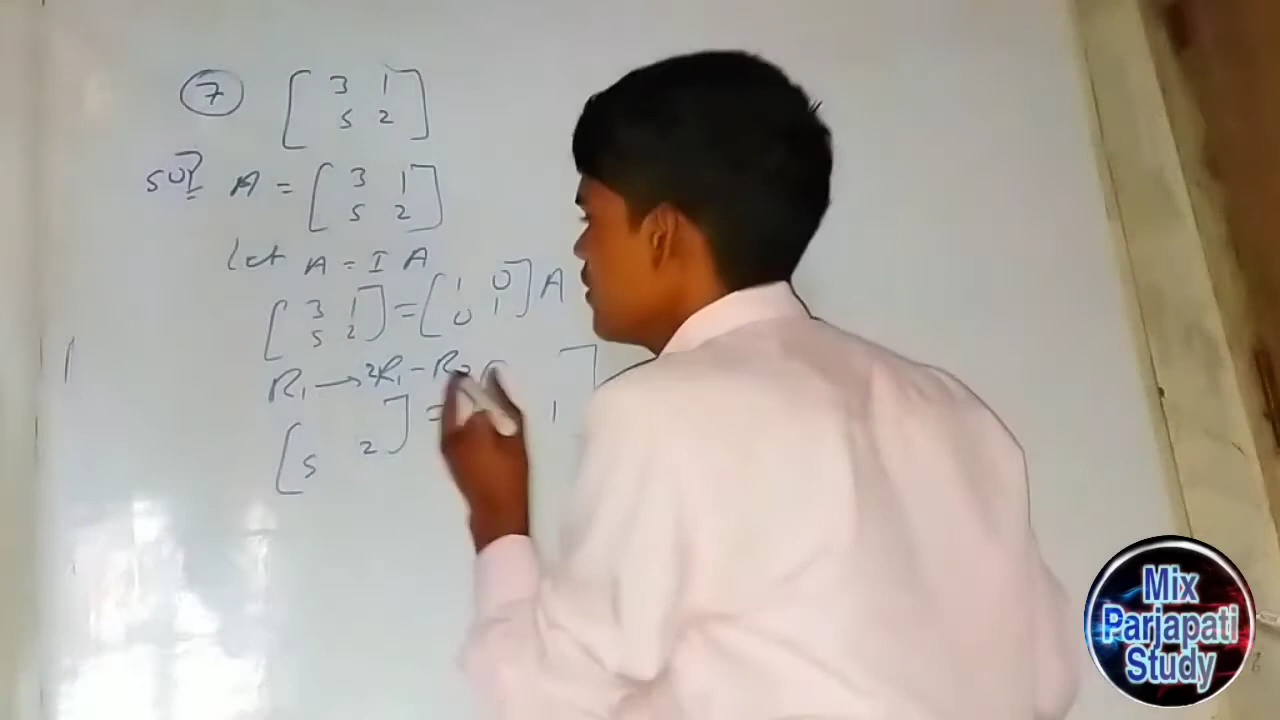 7 [ 3 1
5 2 ]
Sol? A = [ 3 1
5 2 ]
Let A = I A
[ 3 1
5 2 ] = [ 1 0
0 1 ] A
R₁ → 2R₁ - R₂
[ 5 2 ] = 1 ]
Mix
Parjapati
Study